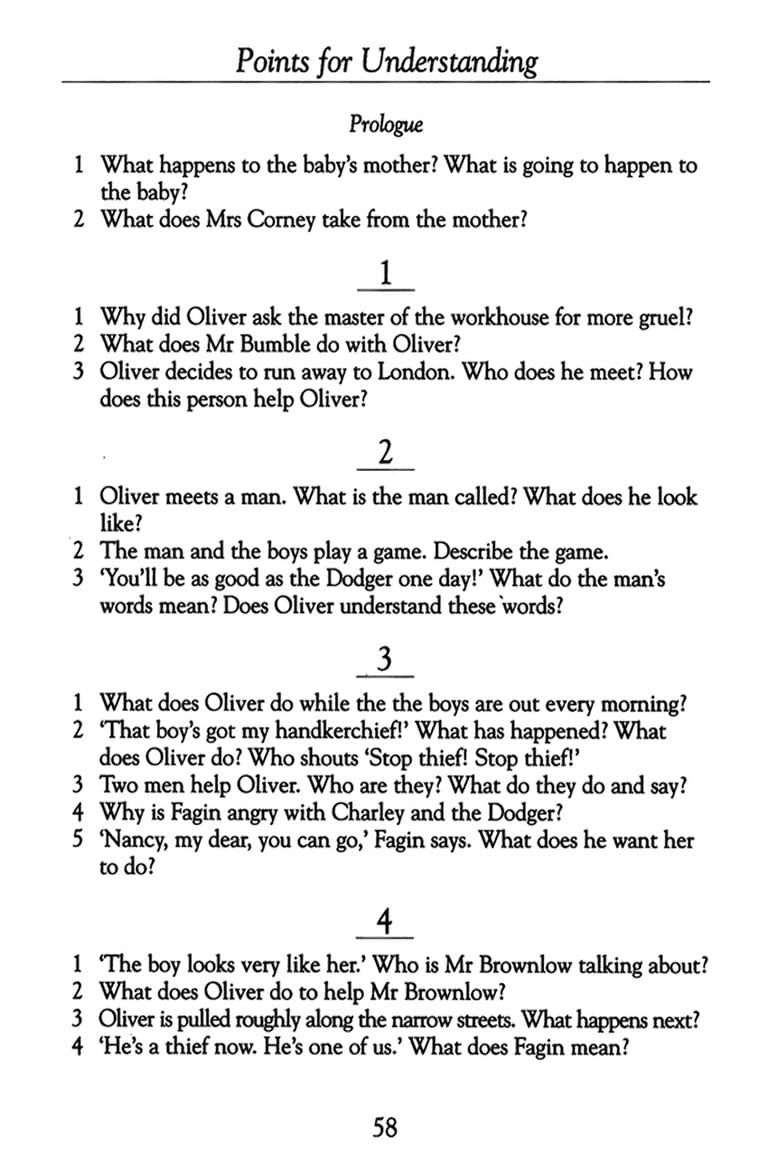 Points for Understanding
Prologue
1 What happens to the baby's mother? What is going to happen to
the baby?
2 What does Mrs Corney take from the mother?
1
1 Why did Oliver ask the master of the workhouse for more gruel?
2 What does Mr Bumble do with Oliver?
3 Oliver decides to run away to London. Who does he meet? How
does this person help Oliver?
2
1 Oliver meets a man. What is the man called? What does he look
like?
2 The man and the boys play a game. Describe the game.
3 ‘You'll be as good as the Dodger one day!’ What do the man's
words mean? Does Oliver understand these words?
3
1 What does Oliver do while the the boys are out every morning?
2 ‘That boy's got my handkerchief!’ What has happened? What
does Oliver do? Who shouts ‘Stop thief! Stop thief!’
3 Two men help Oliver. Who are they? What do they do and say?
4 Why is Fagin angry with Charley and the Dodger?
5 ‘Nancy, my dear, you can go,’ Fagin says. What does he want her
to do?
4
1 ‘The boy looks very like her.’ Who is Mr Brownlow talking about?
2 What does Oliver do to help Mr Brownlow?
3 Oliver is pulled roughly along the narrow streets. What happens next?
4 ‘He's a thief now. He's one of us.’ What does Fagin mean?
58